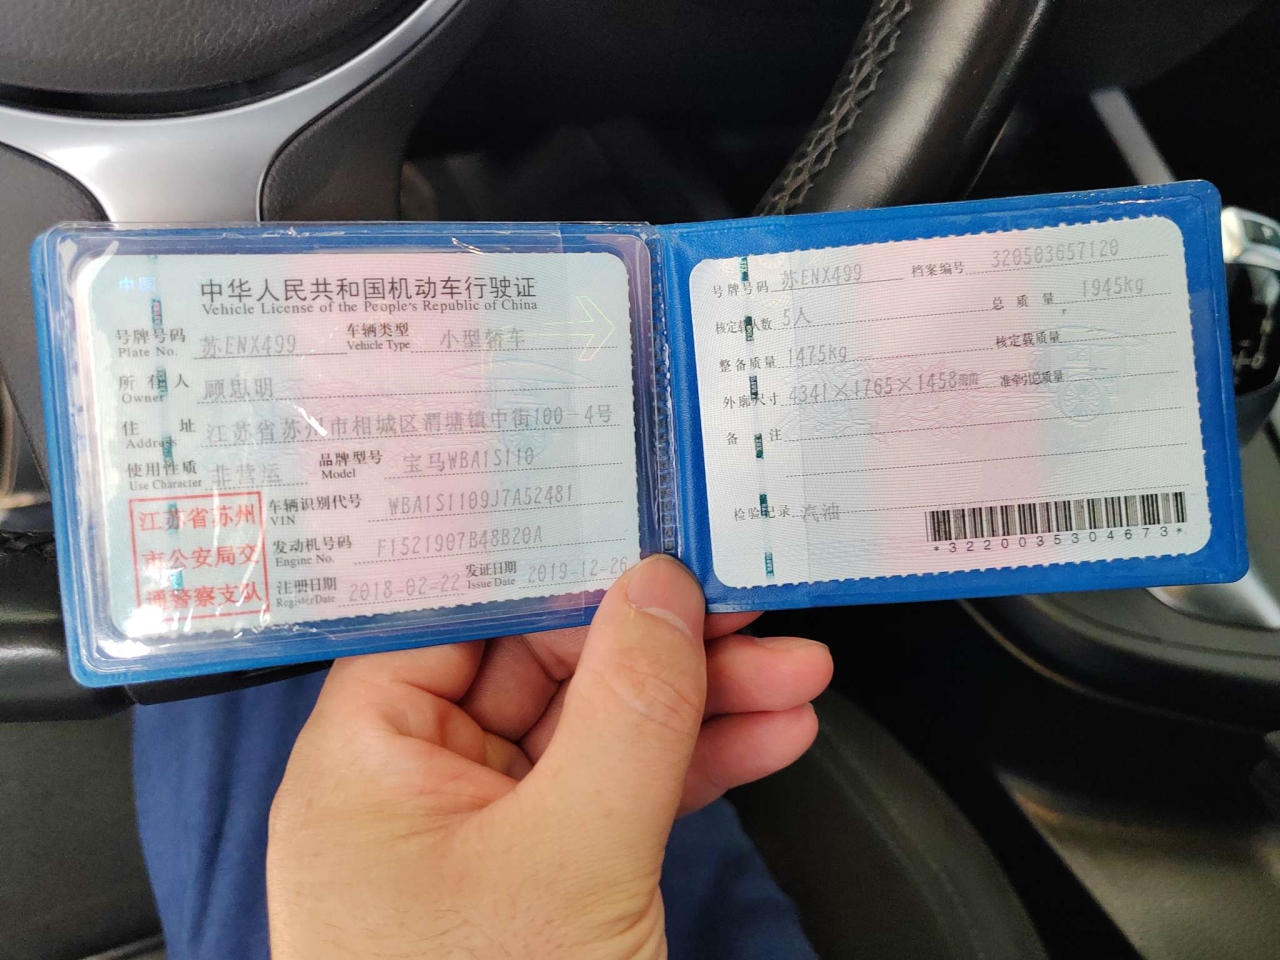 中国
中华人民共和国机动车行驶证
Vehicle License of the People's Republic of China
号牌号码 苏ENX499 车辆类型 小型轿车
Plate No. Vehicle Type
所有人 顾思明
Owner
住址 江苏省苏州市相城区渭塘镇中街100-4号
Address
使用性质 非营运 品牌型号 宝马WBA1S110
Use Character Model
江苏省苏州
市公安局交
通警察支队
车辆识别代号 WBA1S1109J7A52481
VIN
发动机号码 F1521907B48B20A
Engine No.
注册日期 2018-02-22 发证日期 2019-12-26
Register Date Issue Date
号牌号码 苏ENX499 档案编号 320503657120
核定载人数 5人 总质量 1945kg
整备质量 1475kg 核定载质量
外廓尺寸 4341×1765×1458mm 准牵引总质量
备注
检验记录 汽油
*3220035304673*